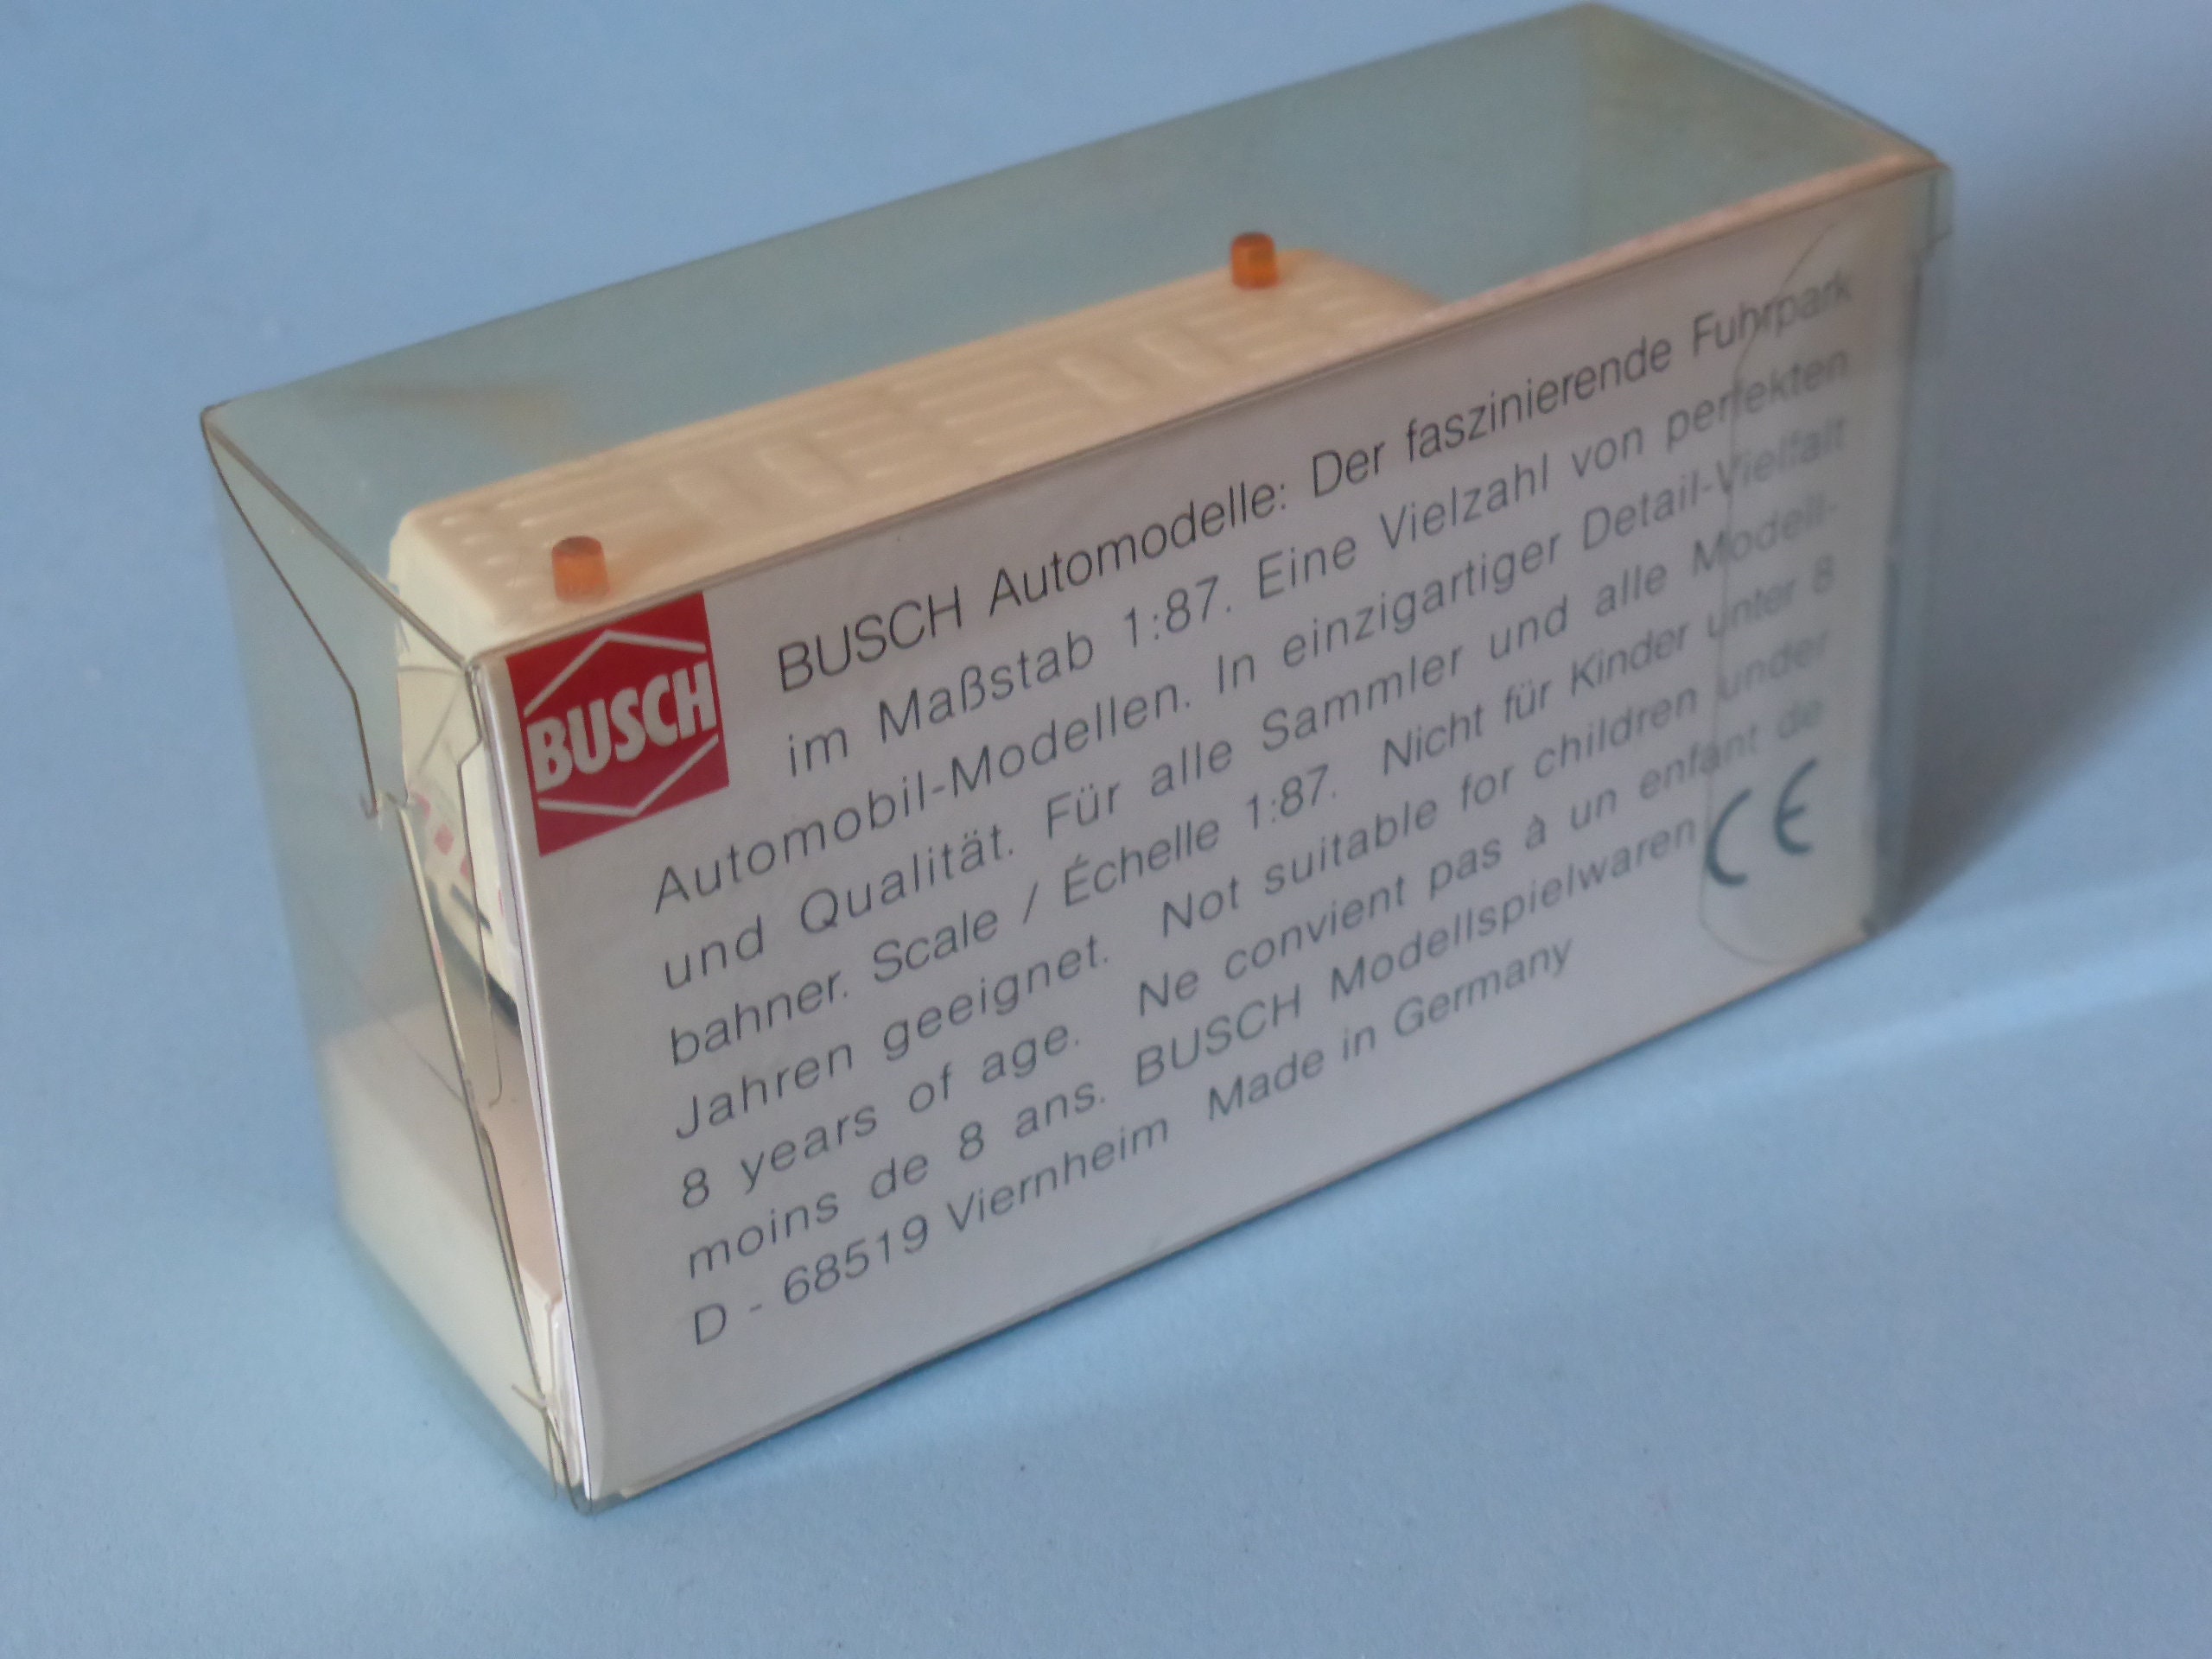 BUSCH
BUSCH Automodelle: Der faszinierende Fuhrpark
im Maßstab 1:87. Eine Vielzahl von perfekten
Automobil-Modellen. In einzigartiger Detail-Vielfalt
und Qualität. Für alle Sammler und alle Modell-
bahner. Scale / Échelle 1:87. Nicht für Kinder unter 8
Jahren geeignet. Not suitable for children under
8 years of age. Ne convient pas à un enfant de
moins de 8 ans. BUSCH Modellspielwaren
D - 68519 Viernheim Made in Germany
CE